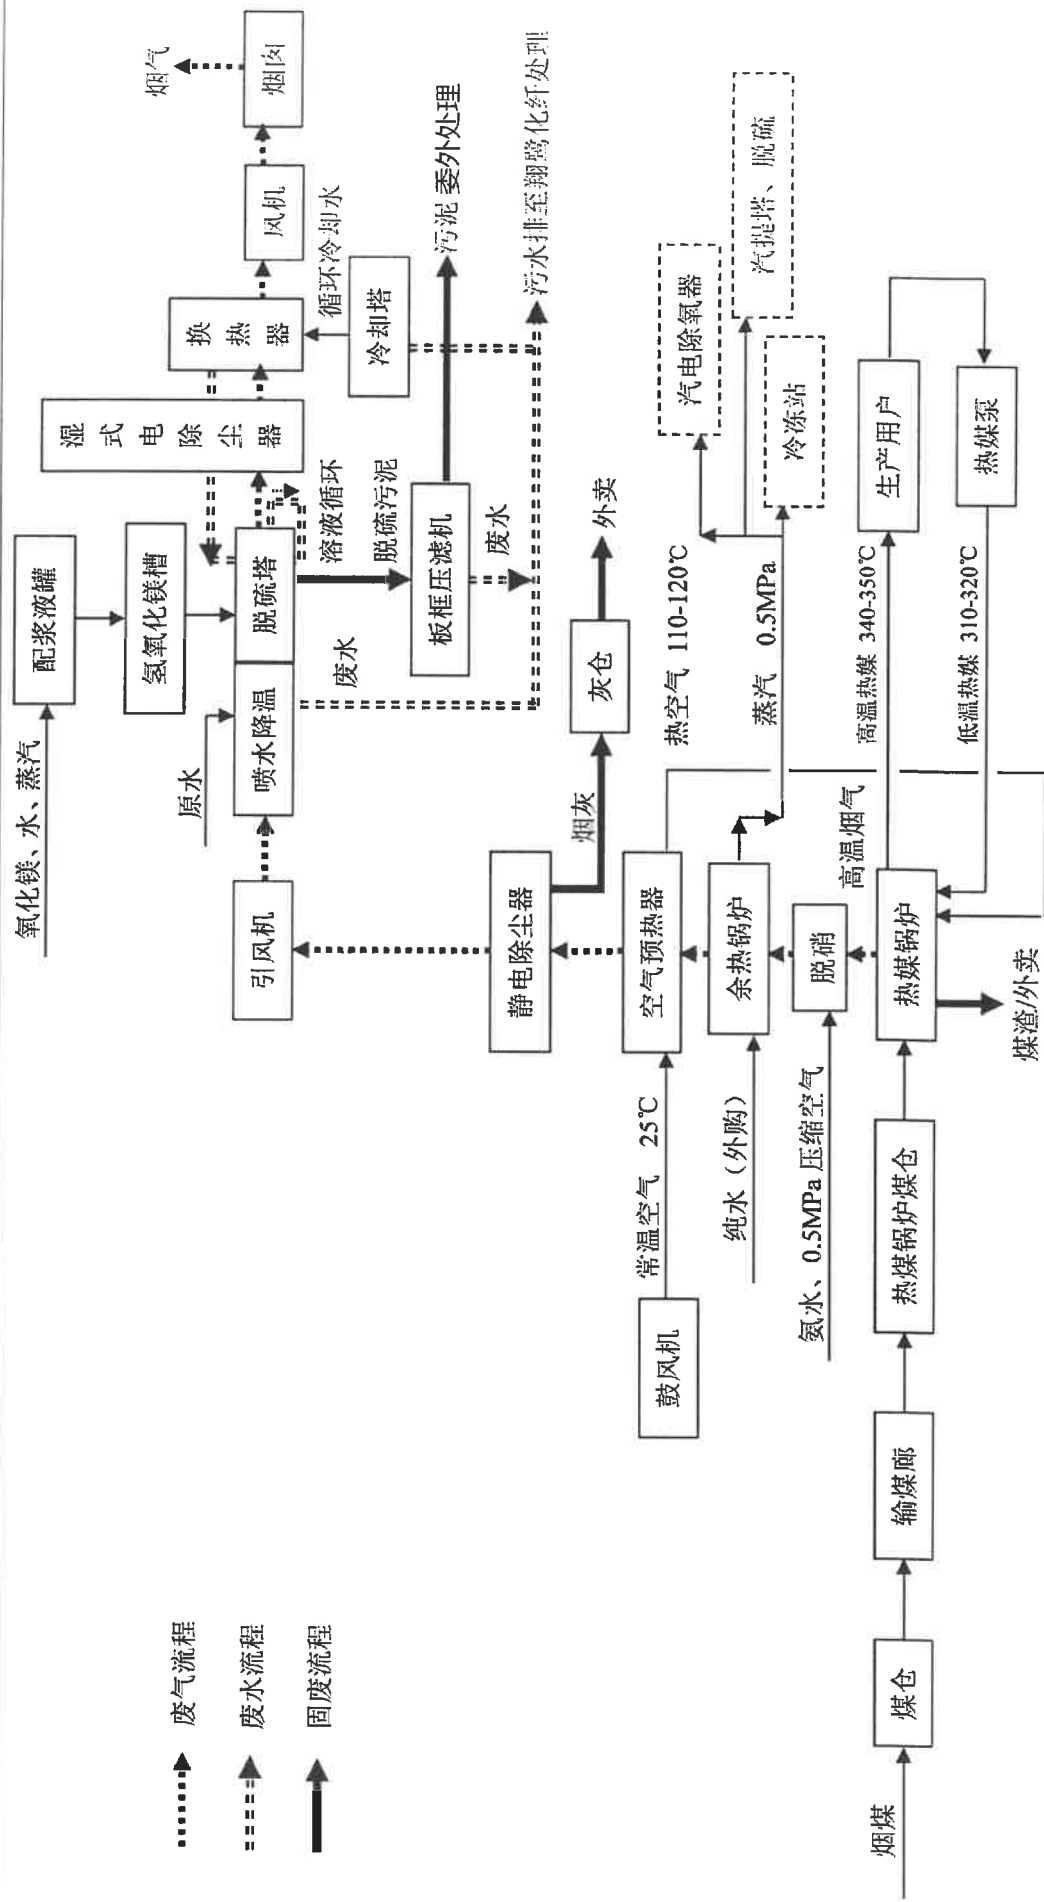 氧化镁、水、蒸汽
配浆液罐
氢氧化镁槽
原水
引风机
喷水降温
脱硫塔
湿式电除尘器
换热器
风机
烟囱
烟气
循环冷却水
冷却塔
溶液循环
脱硫污泥
废水
板框压滤机
废水
污泥 委外处理
污水排至翔鹭化纤处理
静电除尘器
烟灰
灰仓
外卖
鼓风机
常温空气 25℃
空气预热器
热空气 110-120℃
纯水（外购）
余热锅炉
蒸汽 0.5MPa
汽电除氧器
汽提塔、脱硫
冷冻站
氨水、0.5MPa 压缩空气
脱硝
高温烟气
烟煤
煤仓
输煤廊
热煤锅炉煤仓
热媒锅炉
高温热媒 340-350℃
生产用户
热媒泵
低温热媒 310-320℃
煤渣/外卖
废气流程
废水流程
固废流程